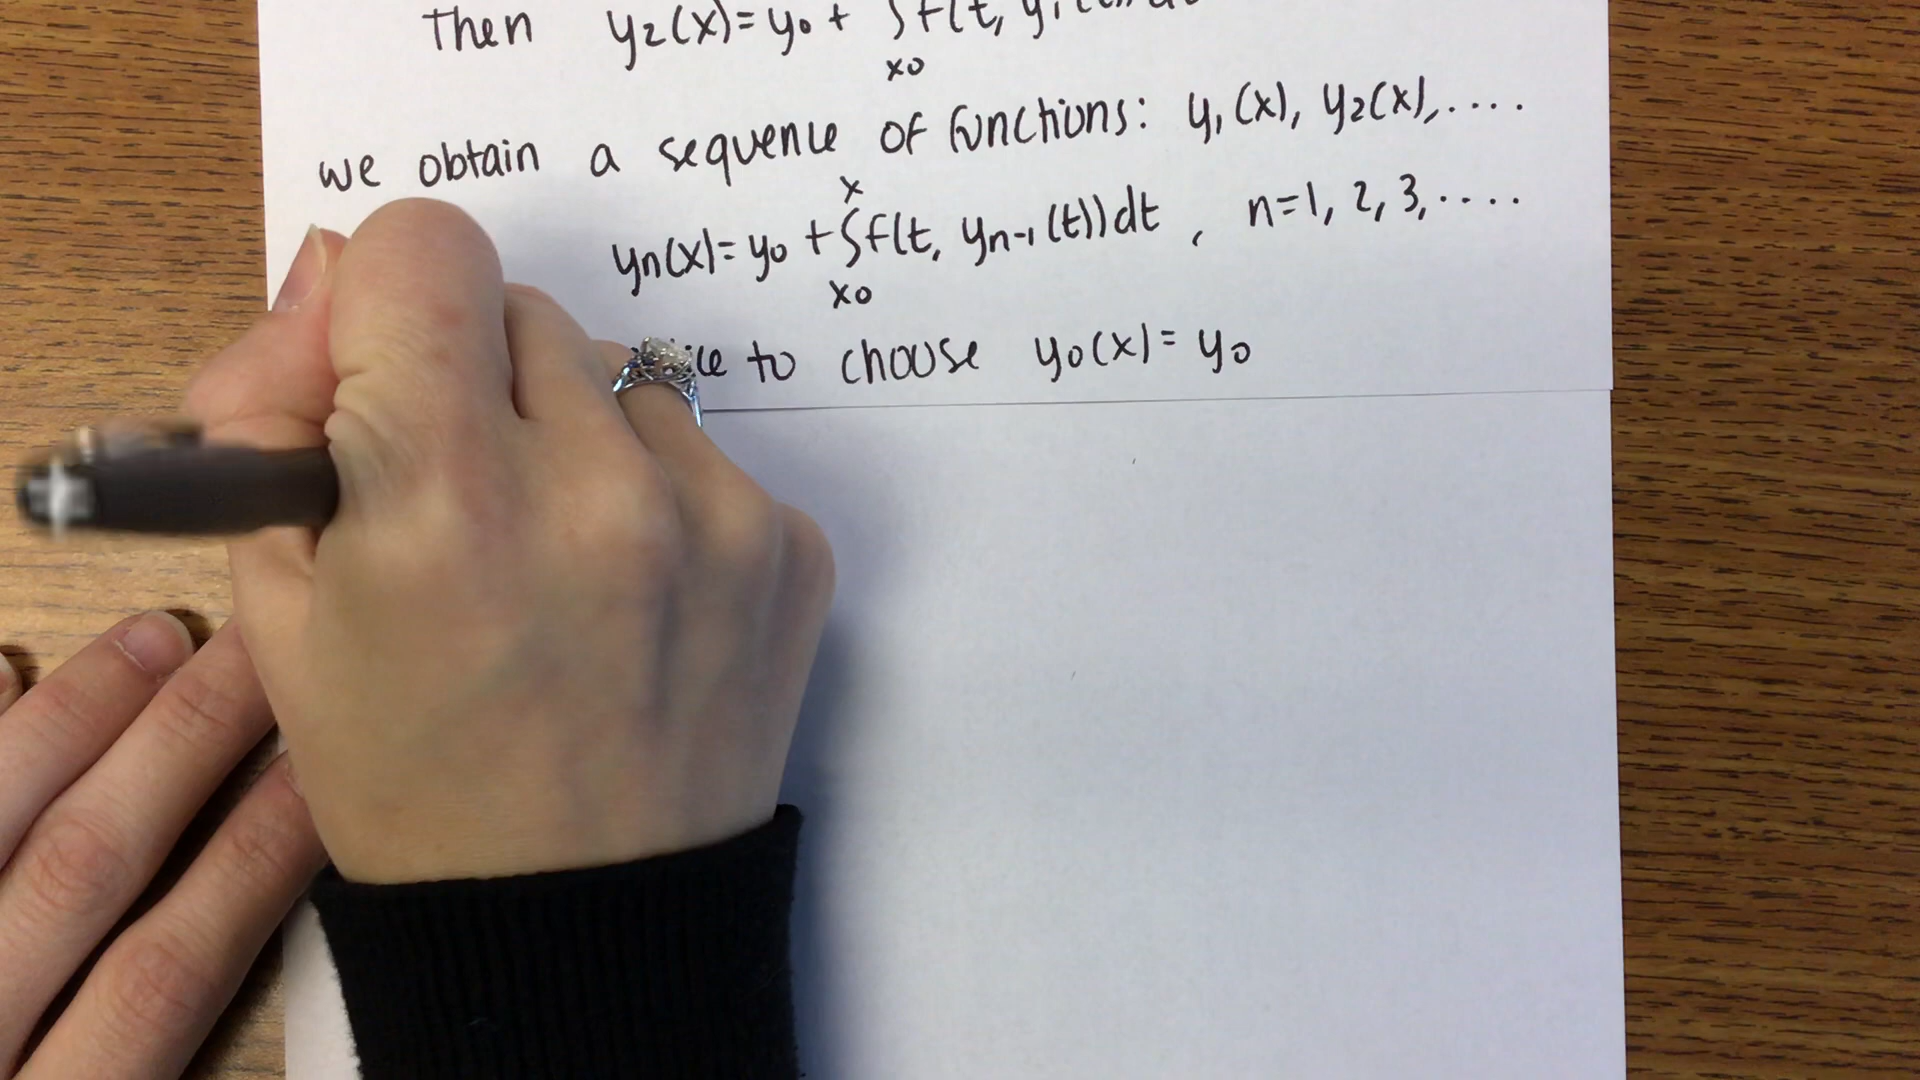 Then y₂(x)= y₀ + ∫ f(t, y₁
x₀
we obtain a sequence of functions: y₁(x), y₂(x),....
x
yₙ(x)= y₀ + ∫f(t, yₙ₋₁(t))dt , n=1, 2, 3,....
x₀
to choose y₀(x)= y₀